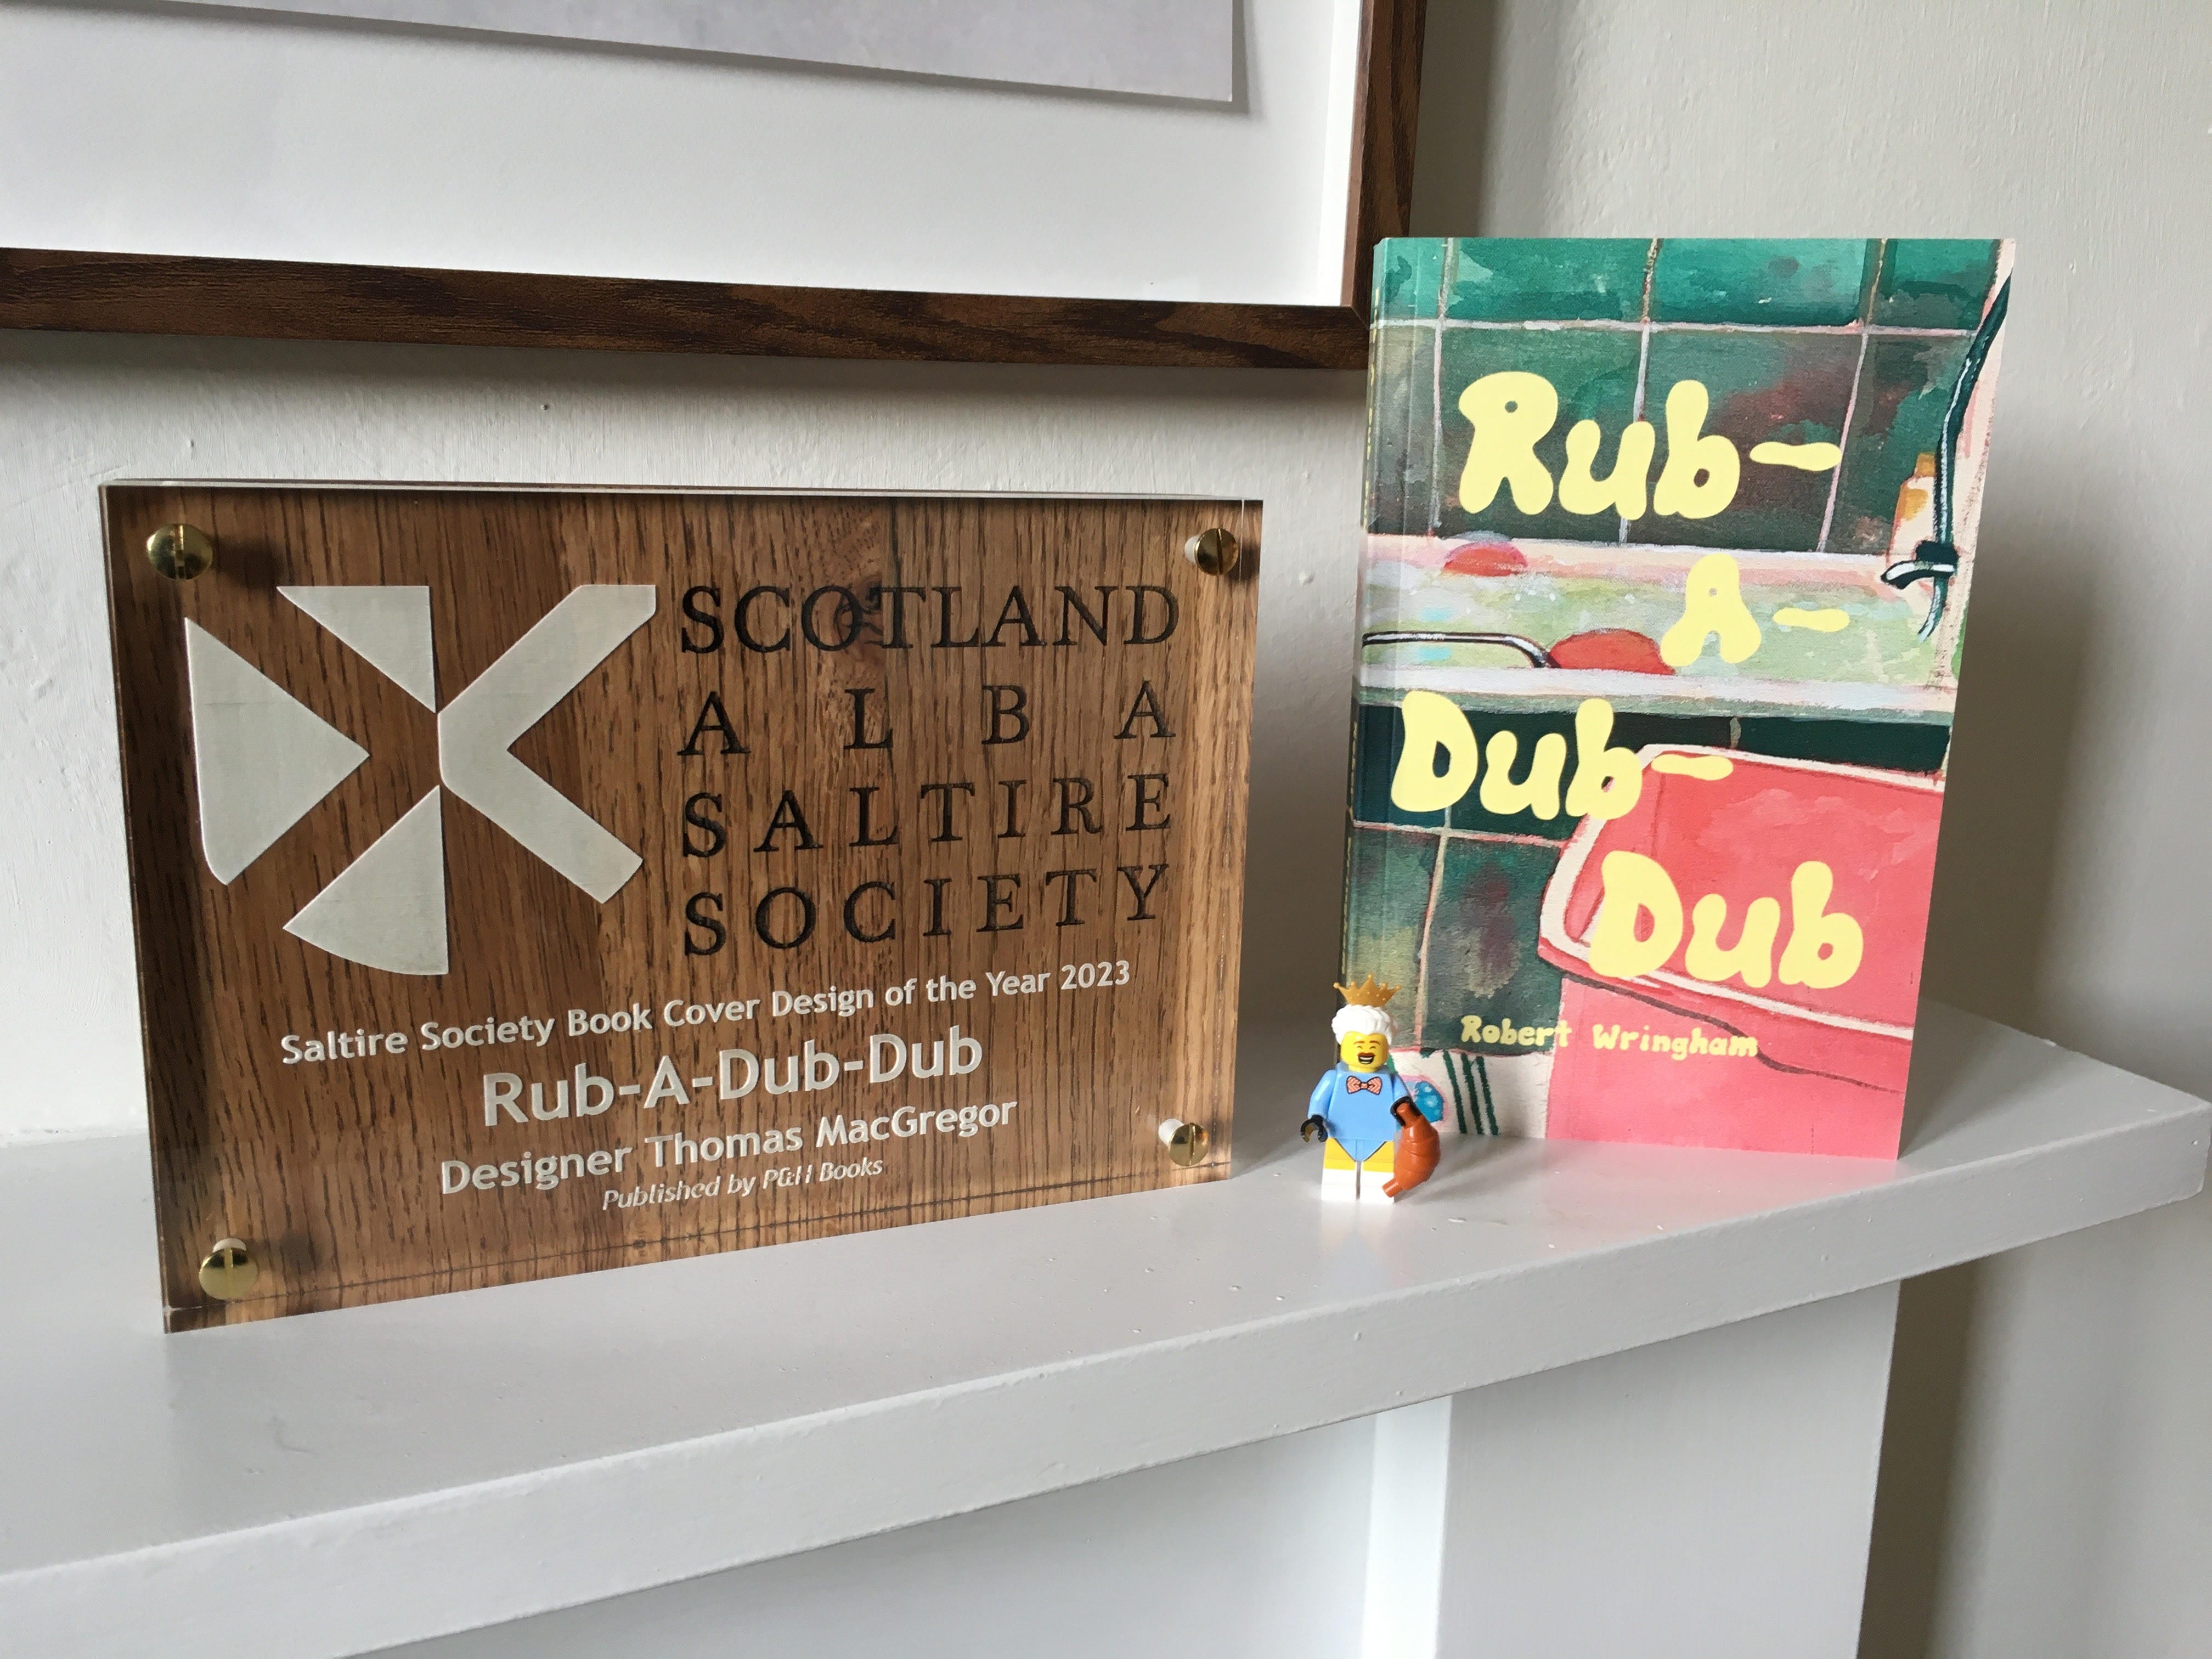 SCOTLAND
ALBA
SALTIRE
SOCIETY
Saltire Society Book Cover Design of the Year 2023
Rub-A-Dub-Dub
Designer Thomas MacGregor
Published by P&H Books
Rub-
A-
Dub-
Dub
Robert Wringham